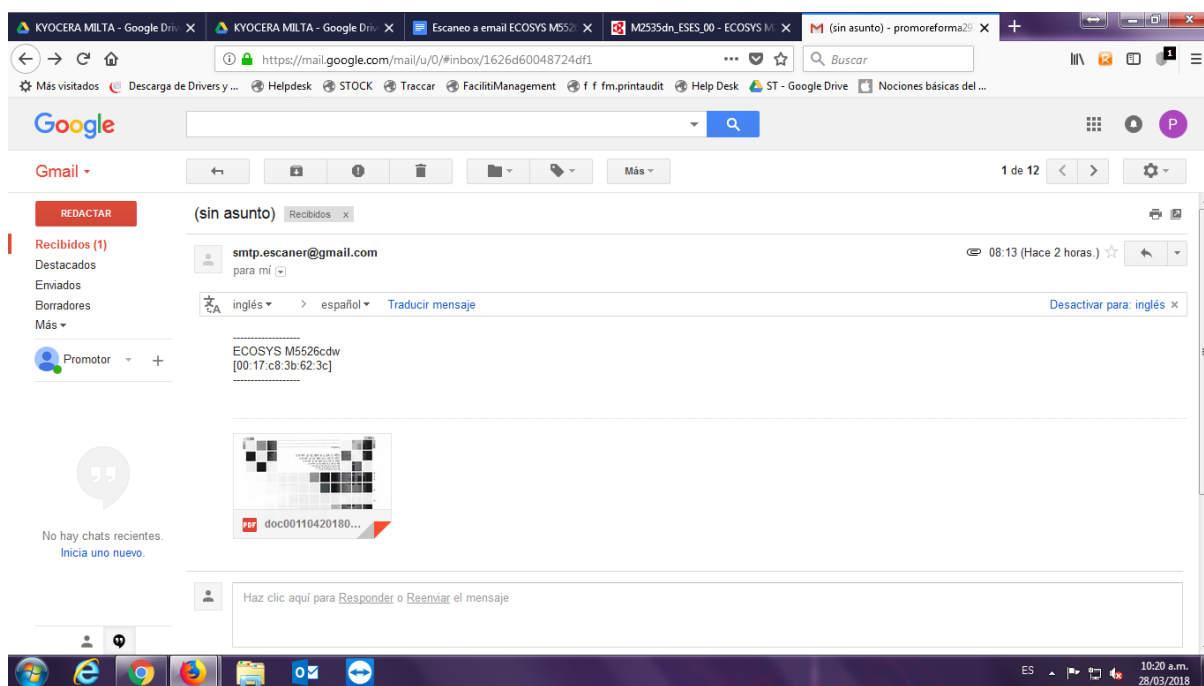 KYOCERA MILTA - Google Driv
KYOCERA MILTA - Google Driv
Escaneo a email ECOSYS M552
M2535dn_ESES_00 - ECOSYS M
(sin asunto) - promoreforma29
https://mail.google.com/mail/u/0/#inbox/1626d60048724df1
Buscar
1
Más visitados
Descarga de Drivers y ...
Helpdesk
STOCK
Traccar
FacilitiManagement
f f fm.printaudit
Help Desk
ST - Google Drive
Nociones básicas del ...
Google
P
Gmail
Más
1 de 12
REDACTAR
(sin asunto)
Recibidos x
Recibidos (1)
Destacados
Enviados
Borradores
Más
Promotor
smtp.escaner@gmail.com
para mí
08:13 (Hace 2 horas.)
inglés > español Traducir mensaje
Desactivar para: inglés ×
-------------------
ECOSYS M5526cdw
[00:17:c8:3b:62:3c]
-------------------
PDF doc00110420180...
No hay chats recientes.
Inicia uno nuevo.
Haz clic aquí para Responder o Reenviar el mensaje
ES
10:20 a.m.
28/03/2018